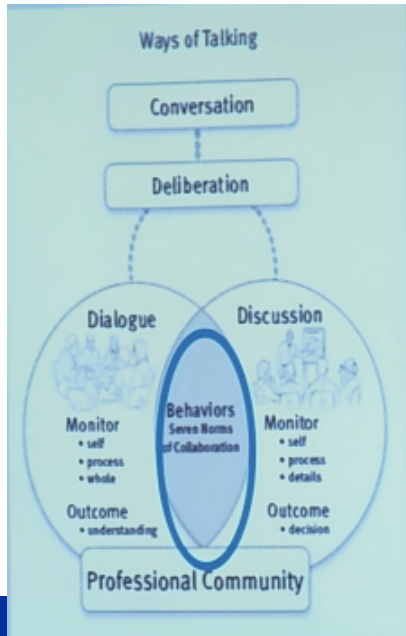 Ways of Talking
Conversation
Deliberation
Dialogue
Monitor
• self
• process
• whole
Outcome
• understanding
Behaviors
Seven Norms
of Collaboration
Discussion
Monitor
• self
• process
• details
Outcome
• decision
Professional Community